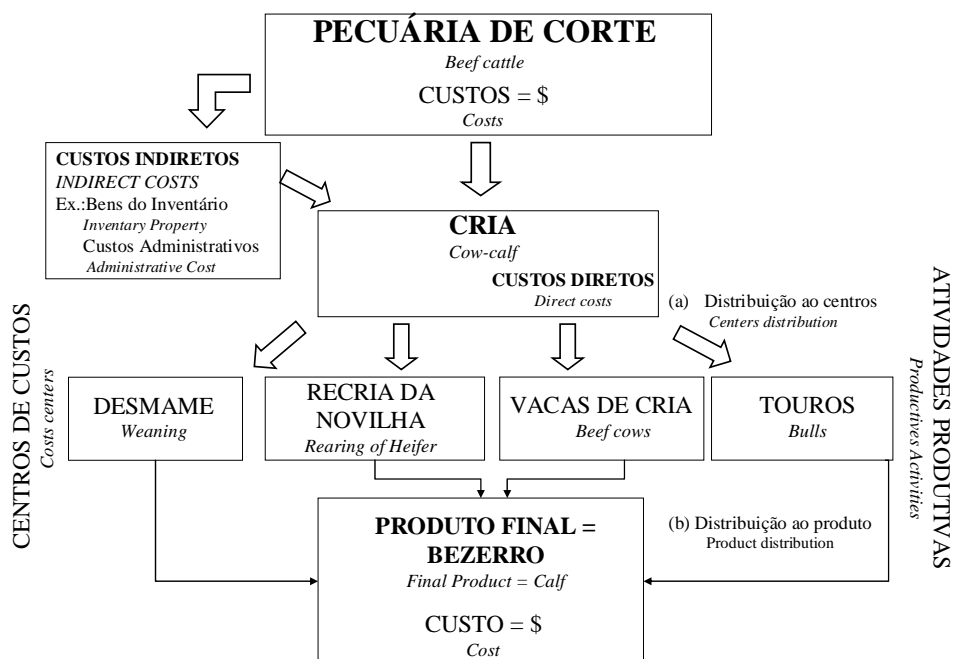 PECUÁRIA DE CORTE
Beef cattle
CUSTOS = $
Costs
CUSTOS INDIRETOS
INDIRECT COSTS
Ex.:Bens do Inventário
Inventary Property
Custos Administrativos
Administrative Cost
CRIA
Cow-calf
CUSTOS DIRETOS
Direct costs
(a) Distribuição ao centros
Centers distribution
CENTROS DE CUSTOS
Costs centers
ATIVIDADES PRODUTIVAS
Productives Activities
DESMAME
Weaning
RECRIA DA
NOVILHA
Rearing of Heifer
VACAS DE CRIA
Beef cows
TOUROS
Bulls
PRODUTO FINAL =
BEZERRO
Final Product = Calf
CUSTO = $
Cost
(b) Distribuição ao produto
Product distribution